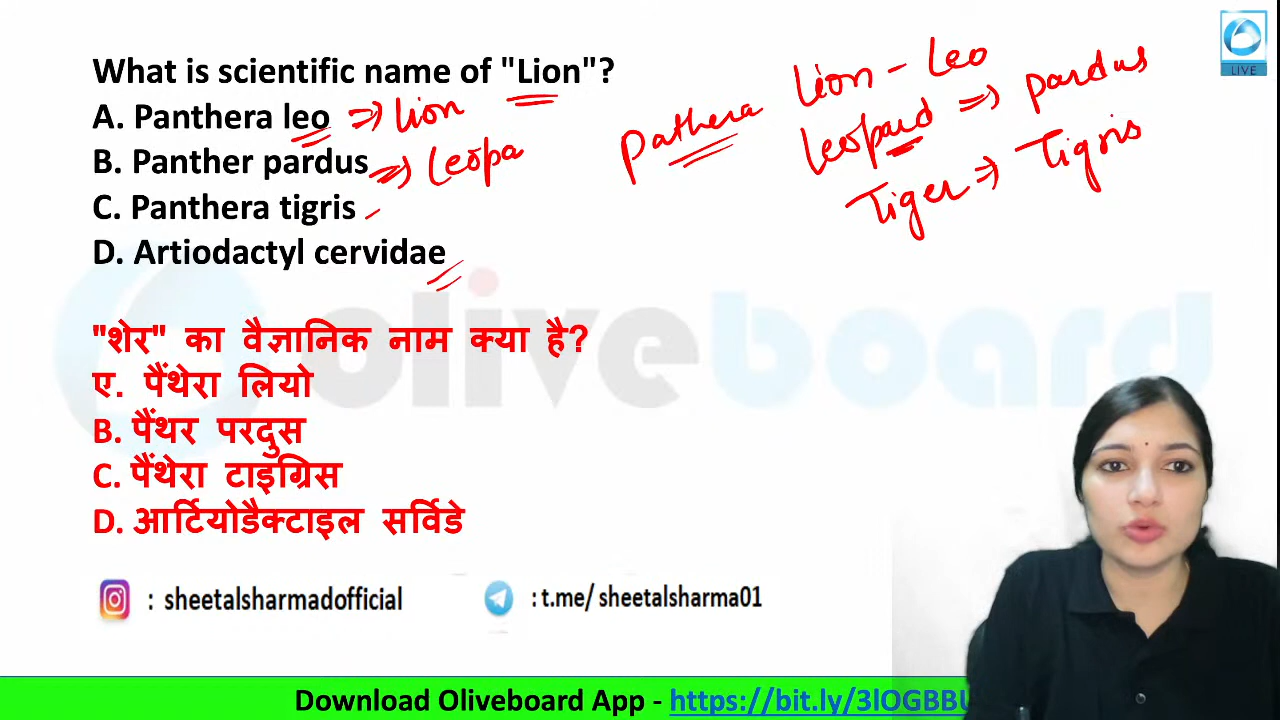 What is scientific name of "Lion"?
A. Panthera leo ⇒ Lion
B. Panther pardus ⇒ Leopa
C. Panthera tigris
D. Artiodactyl cervidae
Pathera
Lion - Leo
Leopard ⇒ pardus
Tiger ⇒ Tigris
"शेर" का वैज्ञानिक नाम क्या है?
ए. पैंथेरा लियो
B. पैंथर परदुस
C. पैंथेरा टाइग्रिस
D. आर्टियोडैक्टाइल सर्विडे
oliveboard
LIVE
: sheetalsharmadofficial
: t.me/ sheetalsharma01
Download Oliveboard App - https://bit.ly/3lOGBBU